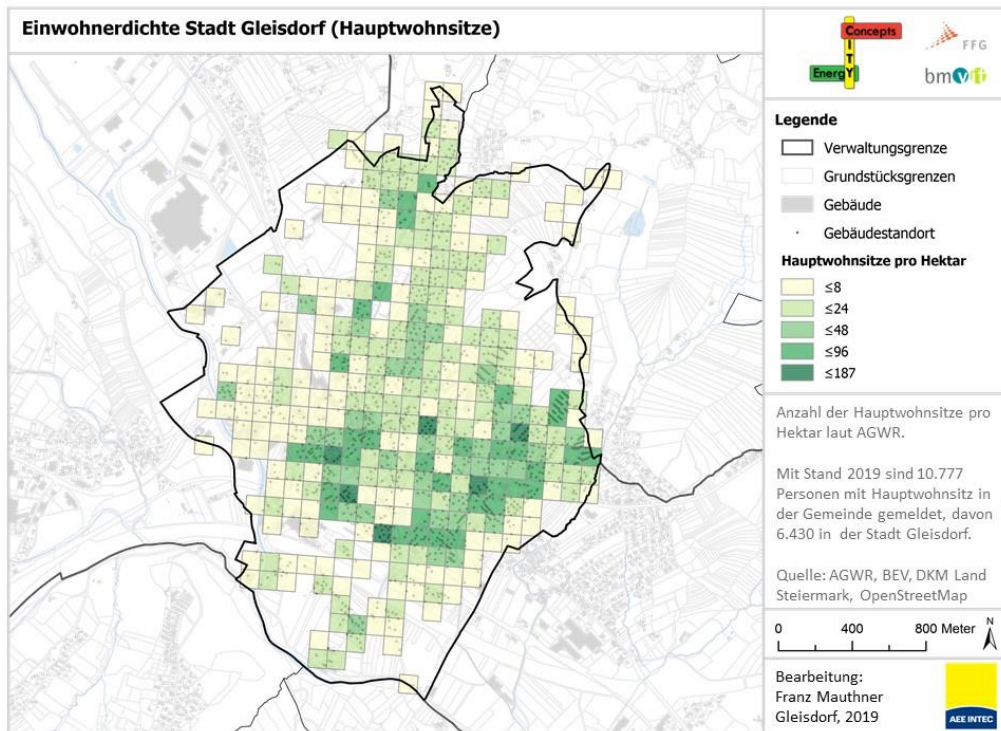 Einwohnerdichte Stadt Gleisdorf (Hauptwohnsitze)
Concepts
CITY
Energy
FFG
bmvit
Legende
Verwaltungsgrenze
Grundstücksgrenzen
Gebäude
Gebäudestandort
Hauptwohnsitze pro Hektar
≤8
≤24
≤48
≤96
≤187
Anzahl der Hauptwohnsitze pro
Hektar laut AGWR.
Mit Stand 2019 sind 10.777
Personen mit Hauptwohnsitz in
der Gemeinde gemeldet, davon
6.430 in der Stadt Gleisdorf.
Quelle: AGWR, BEV, DKM Land
Steiermark, OpenStreetMap
0 400 800 Meter
N
Bearbeitung:
Franz Mauthner
Gleisdorf, 2019
AEE INTEC